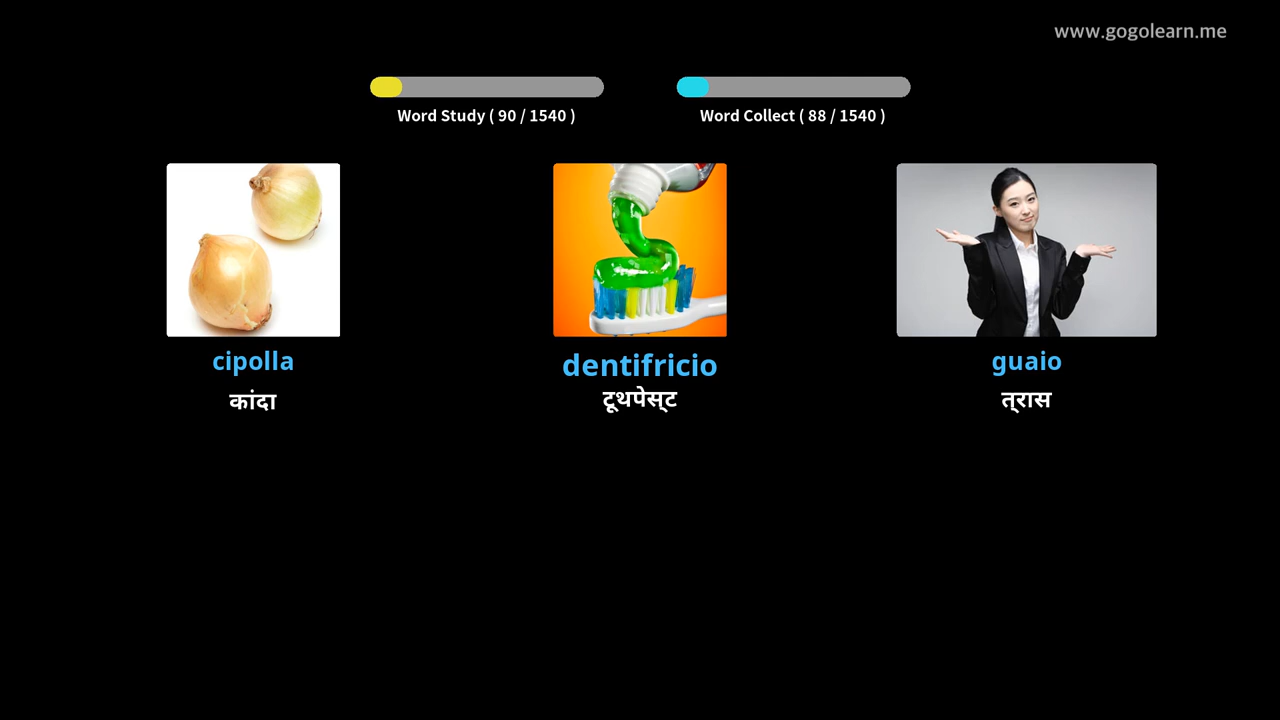 www.gogolearn.me
Word Study ( 90 / 1540 )
Word Collect ( 88 / 1540 )
cipolla
कांदा
dentifricio
टूथपेस्ट
guaio
त्रास